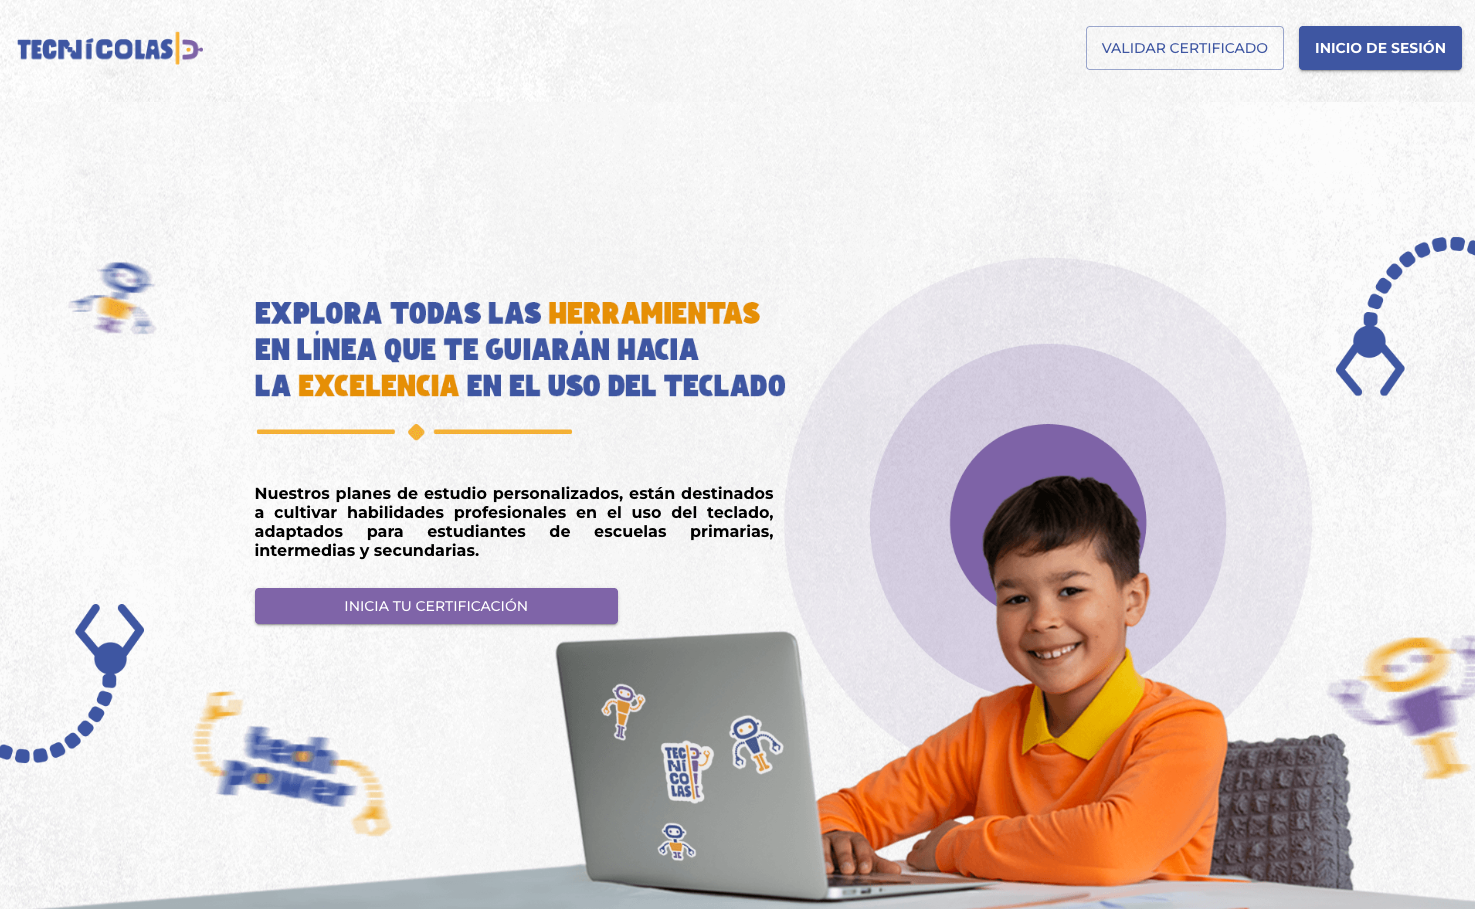 TECNÍCOLAS
VALIDAR CERTIFICADO
INICIO DE SESIÓN
EXPLORA TODAS LAS HERRAMIENTAS
EN LÍNEA QUE TE GUIARÁN HACIA
LA EXCELENCIA EN EL USO DEL TECLADO
Nuestros planes de estudio personalizados, están destinados
a cultivar habilidades profesionales en el uso del teclado,
adaptados para estudiantes de escuelas primarias,
intermedias y secundarias.
INICIA TU CERTIFICACIÓN
tech
power
TEC
NÍ
CO
LAS